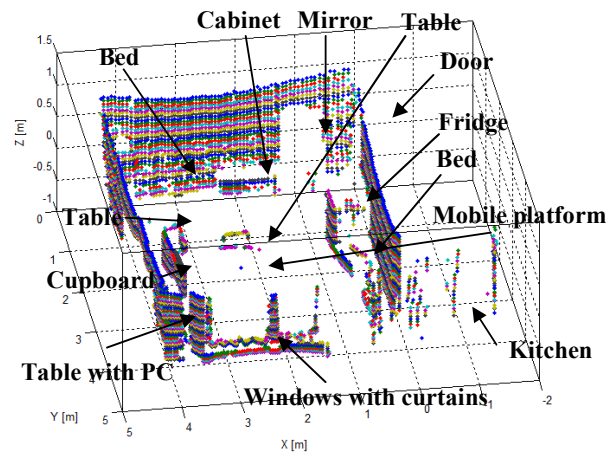 Cabinet Mirror Table
Bed
Door
Fridge
Bed
Table
Mobile platform
Cupboard
Kitchen
Table with PC
Windows with curtains
Z [m]
1.5
1
0.5
0
-0.5
-1
0
1
2
3
4
5
Y [m]
5
4
3
2
1
0
-1
-2
X [m]